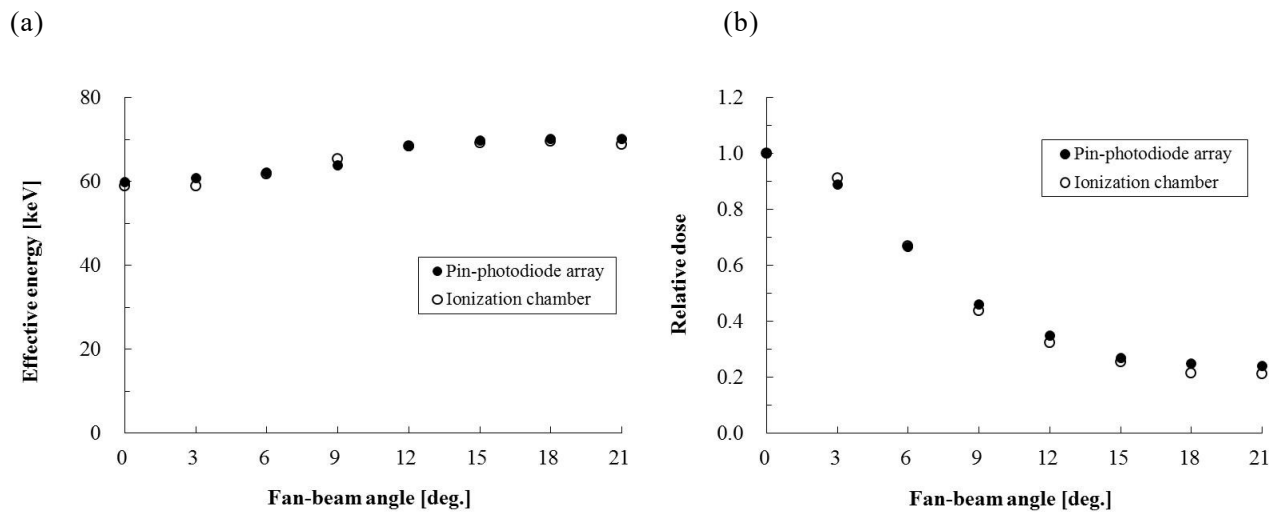 (a)
(b)
80
60
40
20
0
Effective energy [keV]
Pin-photodiode array
Ionization chamber
0 3 6 9 12 15 18 21
Fan-beam angle [deg.]
1.2
1.0
0.8
0.6
0.4
0.2
0.0
Relative dose
Pin-photodiode array
Ionization chamber
0 3 6 9 12 15 18 21
Fan-beam angle [deg.]